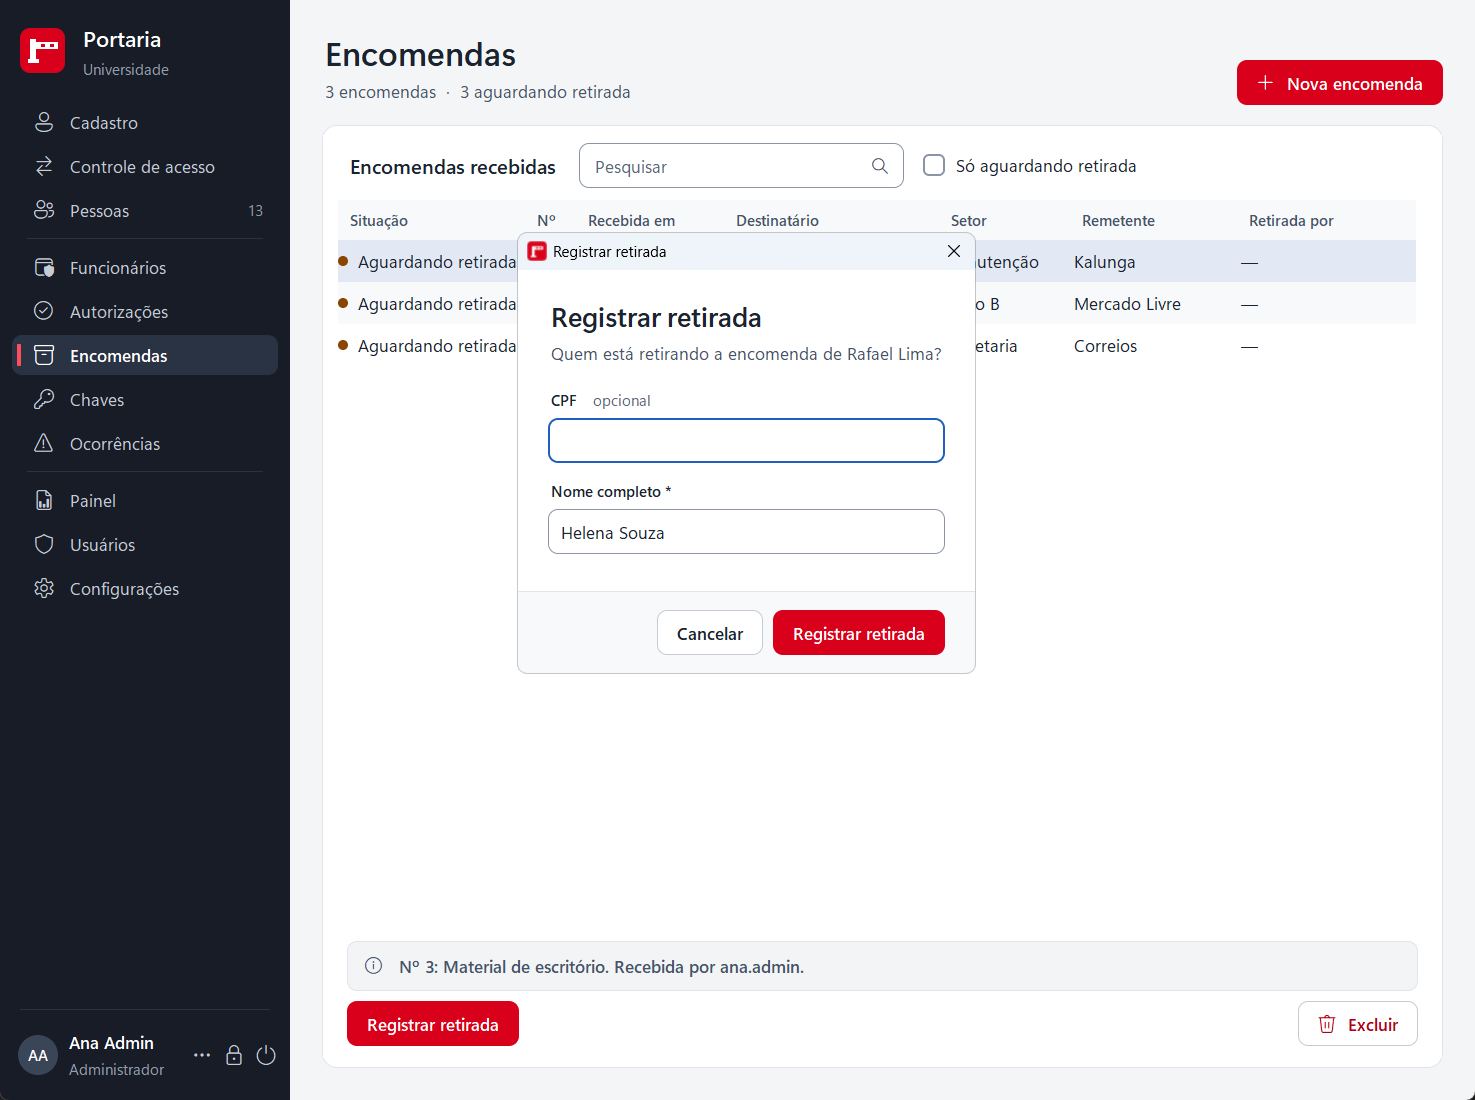 Portaria
Universidade
Cadastro
Controle de acesso
Pessoas 13
Funcionários
Autorizações
Encomendas
Chaves
Ocorrências
Painel
Usuários
Configurações
AA
Ana Admin
Administrador
Encomendas
3 encomendas · 3 aguardando retirada
Nova encomenda
Encomendas recebidas
Pesquisar
Só aguardando retirada
Situação Nº Recebida em Destinatário Setor Remetente Retirada por
Aguardando retirada utenção Kalunga —
Aguardando retirada o B Mercado Livre —
Aguardando retirada etaria Correios —
Registrar retirada
Registrar retirada
Quem está retirando a encomenda de Rafael Lima?
CPF opcional
Nome completo *
Helena Souza
Cancelar
Registrar retirada
Nº 3: Material de escritório. Recebida por ana.admin.
Registrar retirada
Excluir